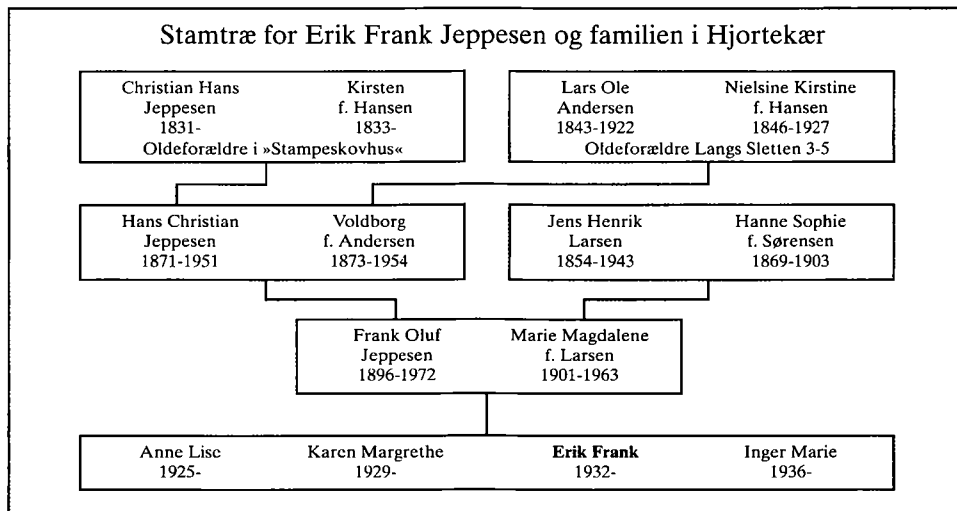 Stamtræ for Erik Frank Jeppesen og familien i Hjortekær
Christian Hans Kirsten
Jeppesen f. Hansen
1831- 1833-
Oldeforældre i »Stampeskovhus«
Lars Ole Nielsine Kirstine
Andersen f. Hansen
1843-1922 1846-1927
Oldeforældre Langs Sletten 3-5
Hans Christian Voldborg
Jeppesen f. Andersen
1871-1951 1873-1954
Jens Henrik Hanne Sophie
Larsen f. Sørensen
1854-1943 1869-1903
Frank Oluf Marie Magdalene
Jeppesen f. Larsen
1896-1972 1901-1963
Anne Lise Karen Margrethe Erik Frank Inger Marie
1925- 1929- 1932- 1936-